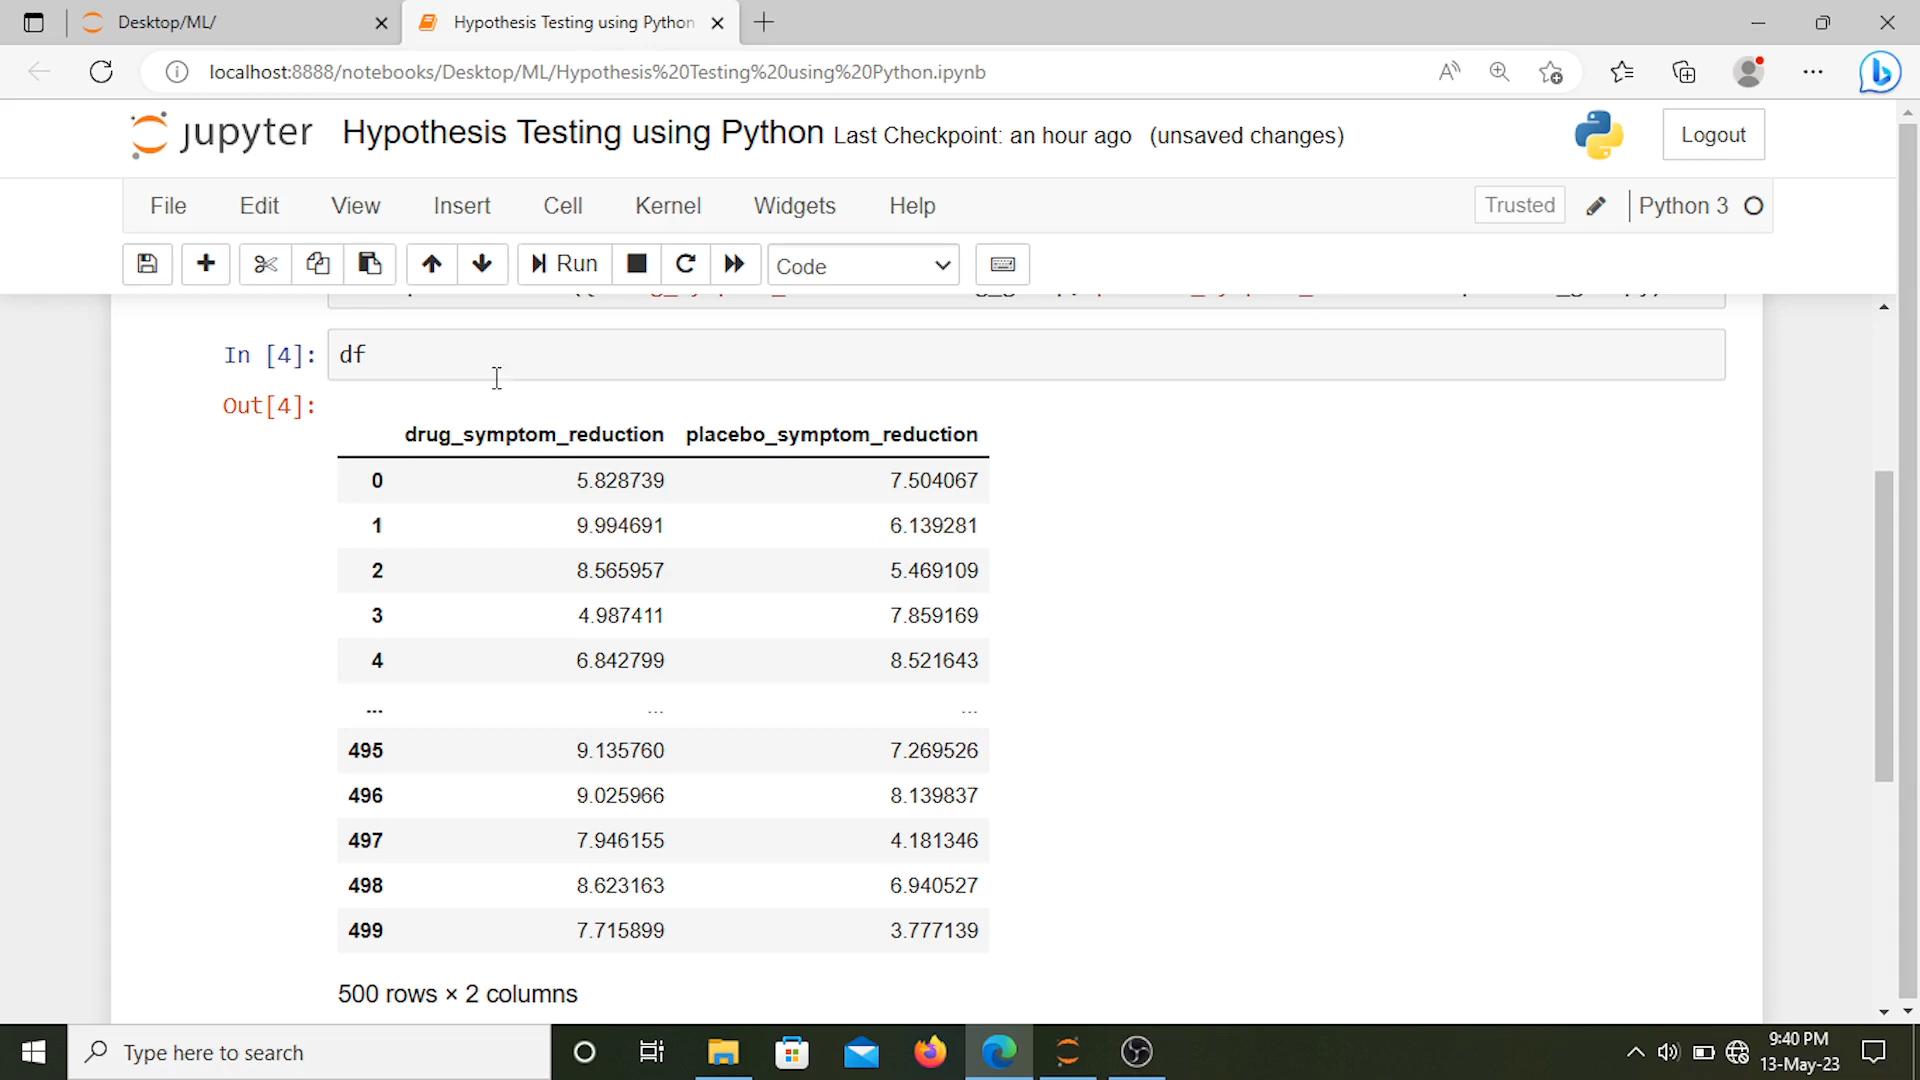 Desktop/ML/
Hypothesis Testing using Python
localhost:8888/notebooks/Desktop/ML/Hypothesis%20Testing%20using%20Python.ipynb
jupyter Hypothesis Testing using Python Last Checkpoint: an hour ago (unsaved changes)
Logout
File Edit View Insert Cell Kernel Widgets Help
Trusted
Python 3
Run
Code
In [4]: df
Out[4]:
drug_symptom_reduction placebo_symptom_reduction
0 5.828739 7.504067
1 9.994691 6.139281
2 8.565957 5.469109
3 4.987411 7.859169
4 6.842799 8.521643
... ... ...
495 9.135760 7.269526
496 9.025966 8.139837
497 7.946155 4.181346
498 8.623163 6.940527
499 7.715899 3.777139
500 rows × 2 columns
Type here to search
9:40 PM
13-May-23